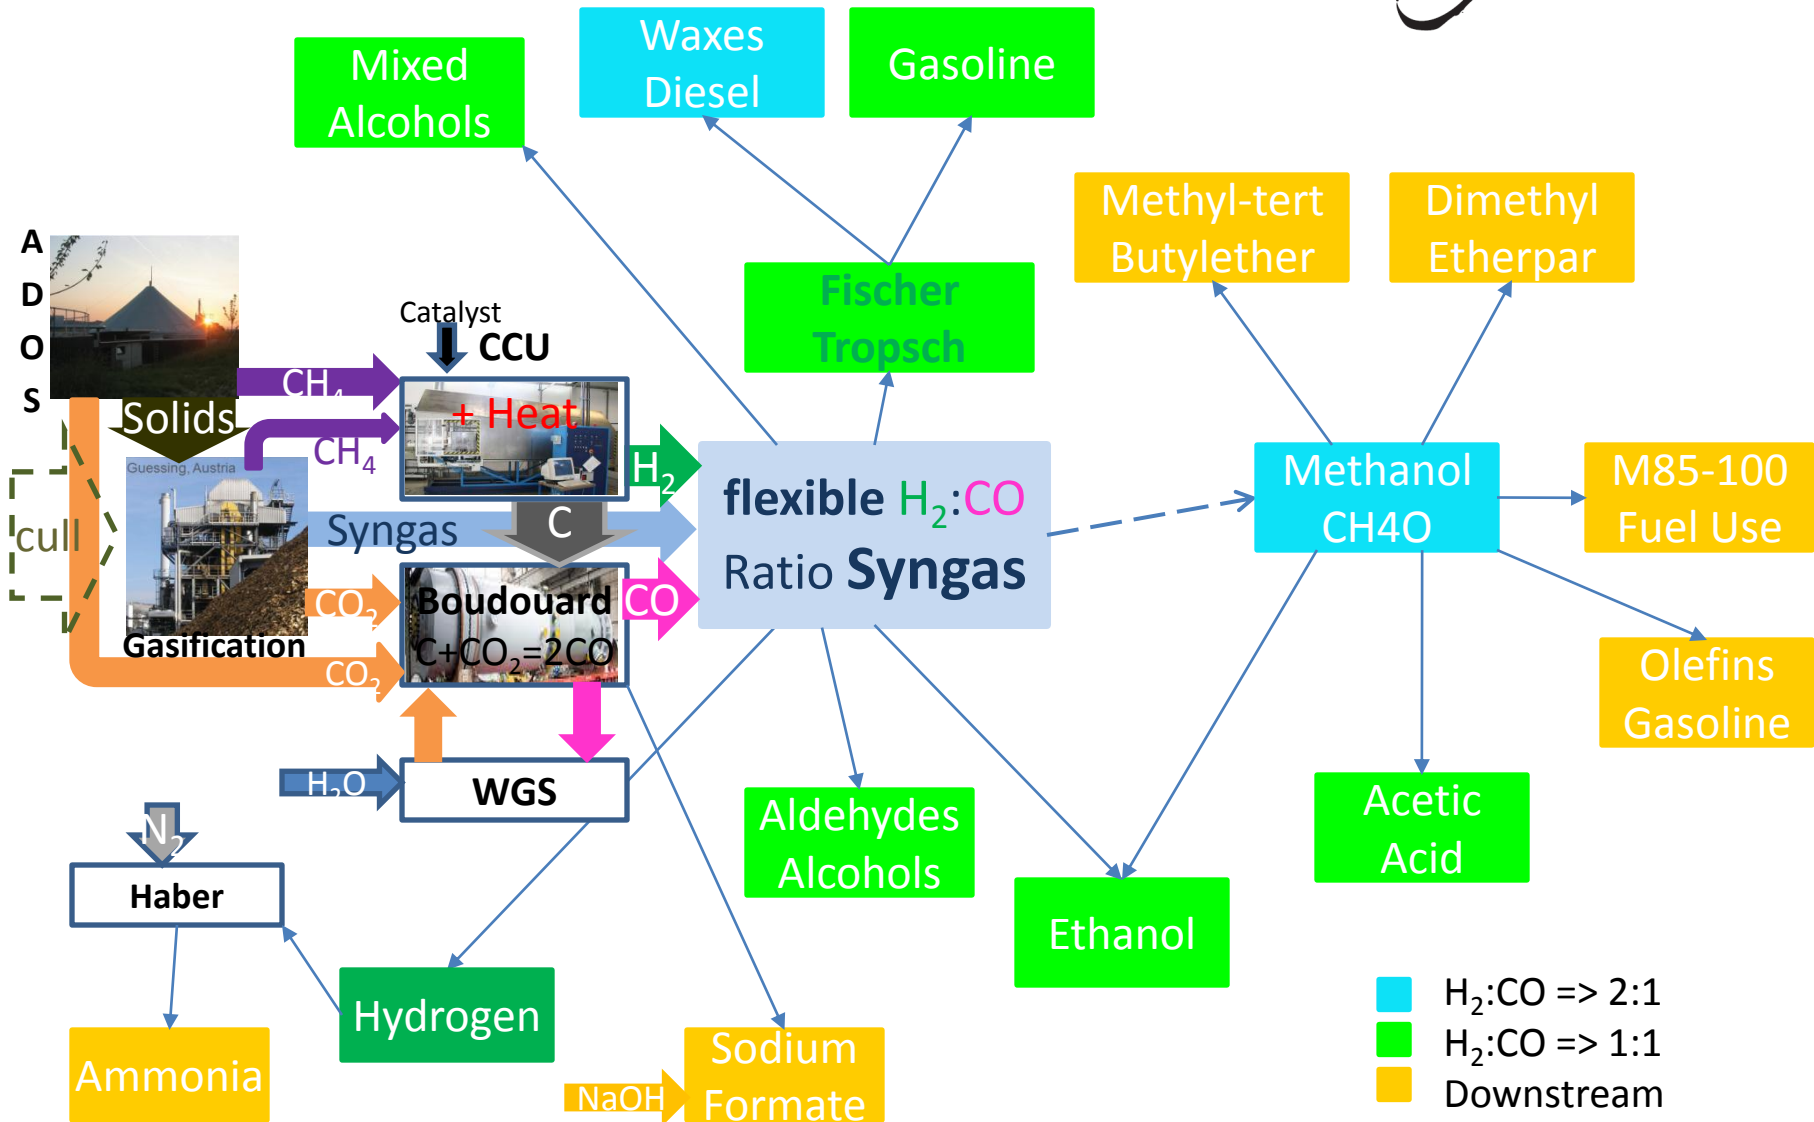 Mixed
Alcohols
Waxes
Diesel
Gasoline
Methyl-tert
Butylether
Dimethyl
Etherpar
Fischer
Tropsch
A
D
O
S
Catalyst
CCU
CH4
Solids
+ Heat
CH4
H2
Guessing, Austria
cull
Syngas
C
flexible H2:CO
Ratio Syngas
Methanol
CH4O
M85-100
Fuel Use
CO2
Boudouard
C+CO2=2CO
CO
Gasification
CO2
Olefins
Gasoline
H2O
WGS
N2
Haber
Aldehydes
Alcohols
Acetic
Acid
Ethanol
Hydrogen
Ammonia
NaOH
Sodium
Formate
H2:CO => 2:1
H2:CO => 1:1
Downstream